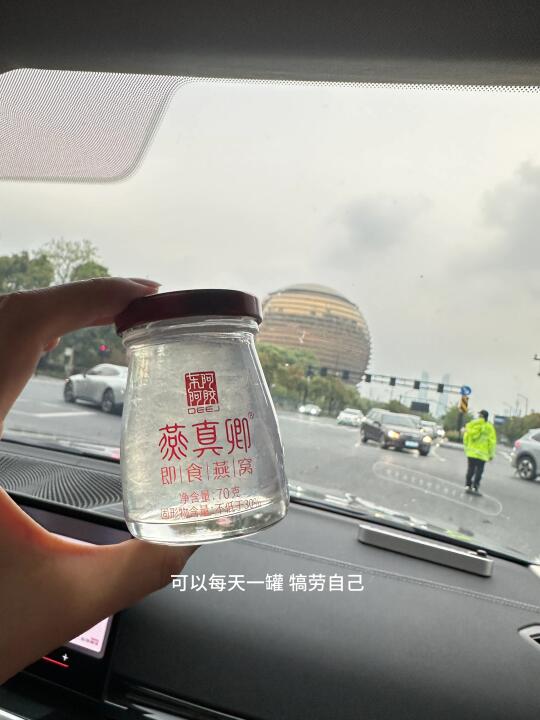 东阿阿胶
DEEJ
燕真卿®
即食燕窝
净含量:70克
固形物含量:不低于30%
可以每天一罐 犒劳自己